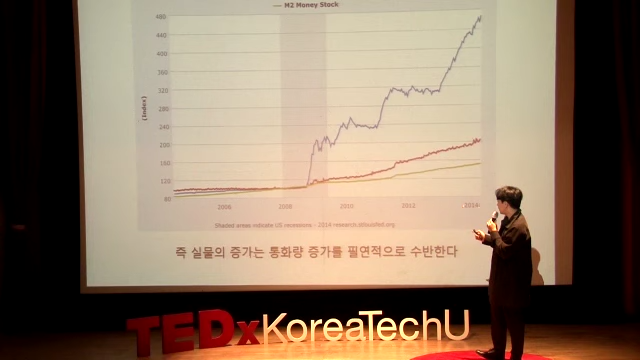 — M2 Money Stock
480
440
400
360
320
280
240
200
160
120
80
(Index)
2006 2008 2010 2012 2014
Shaded areas indicate US recessions - 2014 research.stlouisfed.org
즉 실물의 증가는 통화량 증가를 필연적으로 수반한다
TEDxKoreaTechU